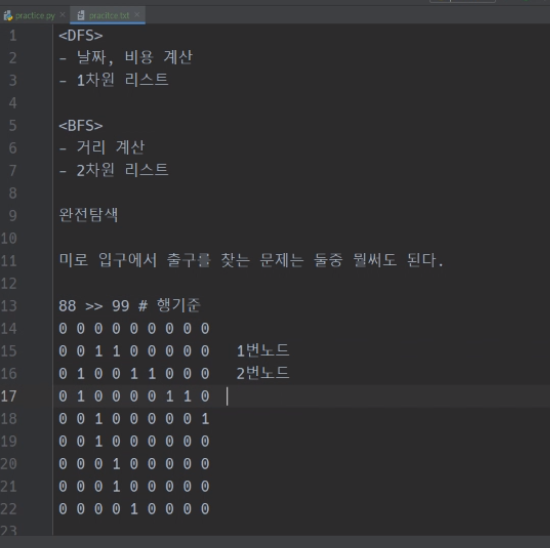 practice.py × practice.txt ×
1 <DFS>
2 - 날짜, 비용 계산
3 - 1차원 리스트
4
5 <BFS>
6 - 거리 계산
7 - 2차원 리스트
8
9 완전탐색
10
11 미로 입구에서 출구를 찾는 문제는 둘중 뭘써도 된다.
12
13 88 >> 99 # 행기준
14 0 0 0 0 0 0 0 0 0
15 0 0 1 1 0 0 0 0 0 1번노드
16 0 1 0 0 1 1 0 0 0 2번노드
17 0 1 0 0 0 0 1 1 0
18 0 0 1 0 0 0 0 0 1
19 0 0 1 0 0 0 0 0 0
20 0 0 0 1 0 0 0 0 0
21 0 0 0 1 0 0 0 0 0
22 0 0 0 0 1 0 0 0 0
23